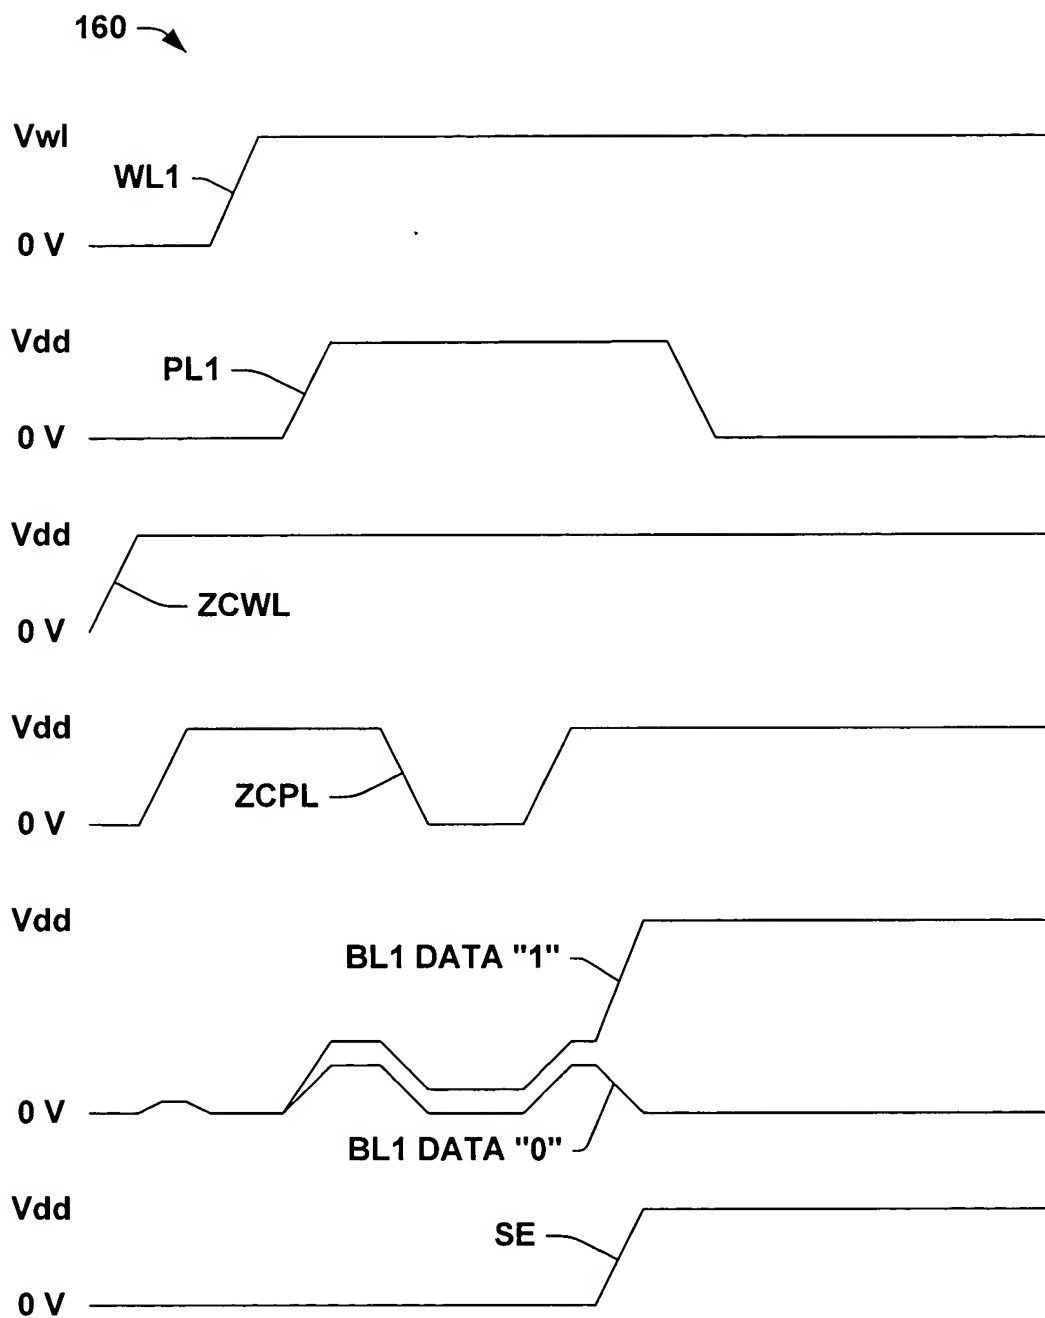 160
Vwl
WL1
0 V
Vdd
PL1
0 V
Vdd
ZCWL
0 V
Vdd
ZCPL
0 V
Vdd
BL1 DATA "1"
0 V
BL1 DATA "0"
Vdd
SE
0 V